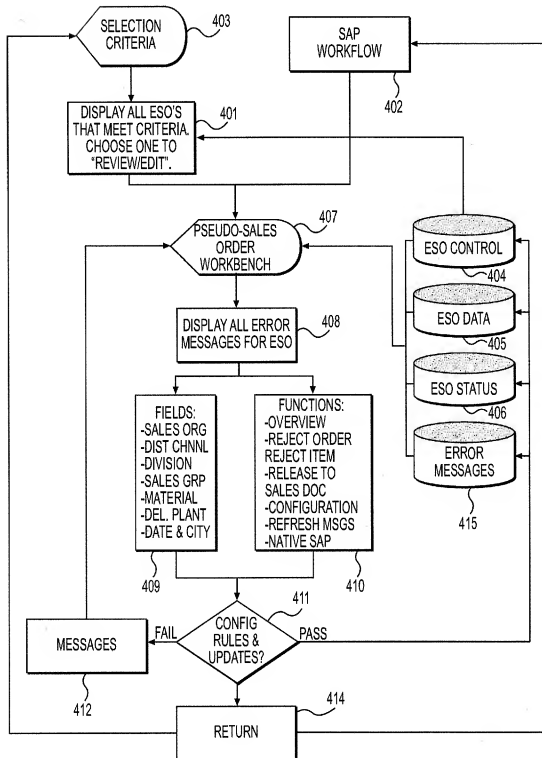 SELECTION
CRITERIA
403
SAP
WORKFLOW
402
DISPLAY ALL ESO'S
THAT MEET CRITERIA.
CHOOSE ONE TO
"REVIEW/EDIT".
401
PSEUDO-SALES
ORDER
WORKBENCH
407
ESO CONTROL
404
ESO DATA
405
ESO STATUS
406
ERROR
MESSAGES
415
DISPLAY ALL ERROR
MESSAGES FOR ESO
408
FIELDS:
-SALES ORG
-DIST CHNNL
-DIVISION
-SALES GRP
-MATERIAL
-DEL. PLANT
-DATE & CITY
409
FUNCTIONS:
-OVERVIEW
-REJECT ORDER
REJECT ITEM
-RELEASE TO
SALES DOC
-CONFIGURATION
-REFRESH MSGS
-NATIVE SAP
410
CONFIG
RULES &
UPDATES?
411
FAIL
PASS
MESSAGES
412
RETURN
414